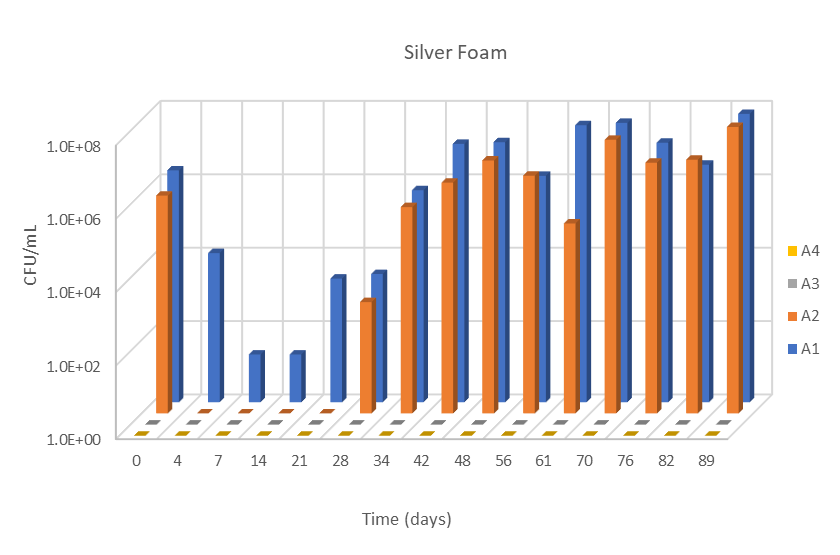 Silver Foam
1.0E+08
1.0E+06
1.0E+04
1.0E+02
1.0E+00
CFU/mL
0 4 7 14 21 28 34 42 48 56 61 70 76 82 89
Time (days)
A4
A3
A2
A1